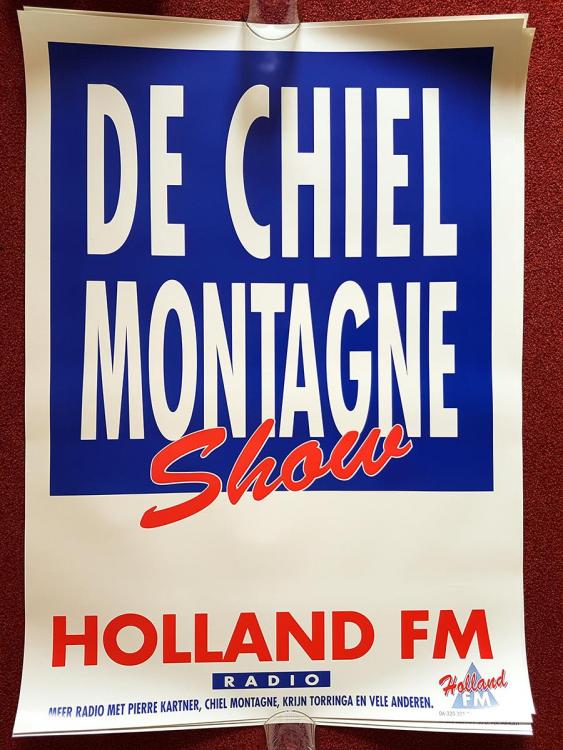 DE CHIEL
MONTAGNE
Show
HOLLAND FM
RADIO
MEER RADIO MET PIERRE KARTNER, CHIEL MONTAGNE, KRIJN TORRINGA EN VELE ANDEREN.
Holland
FM